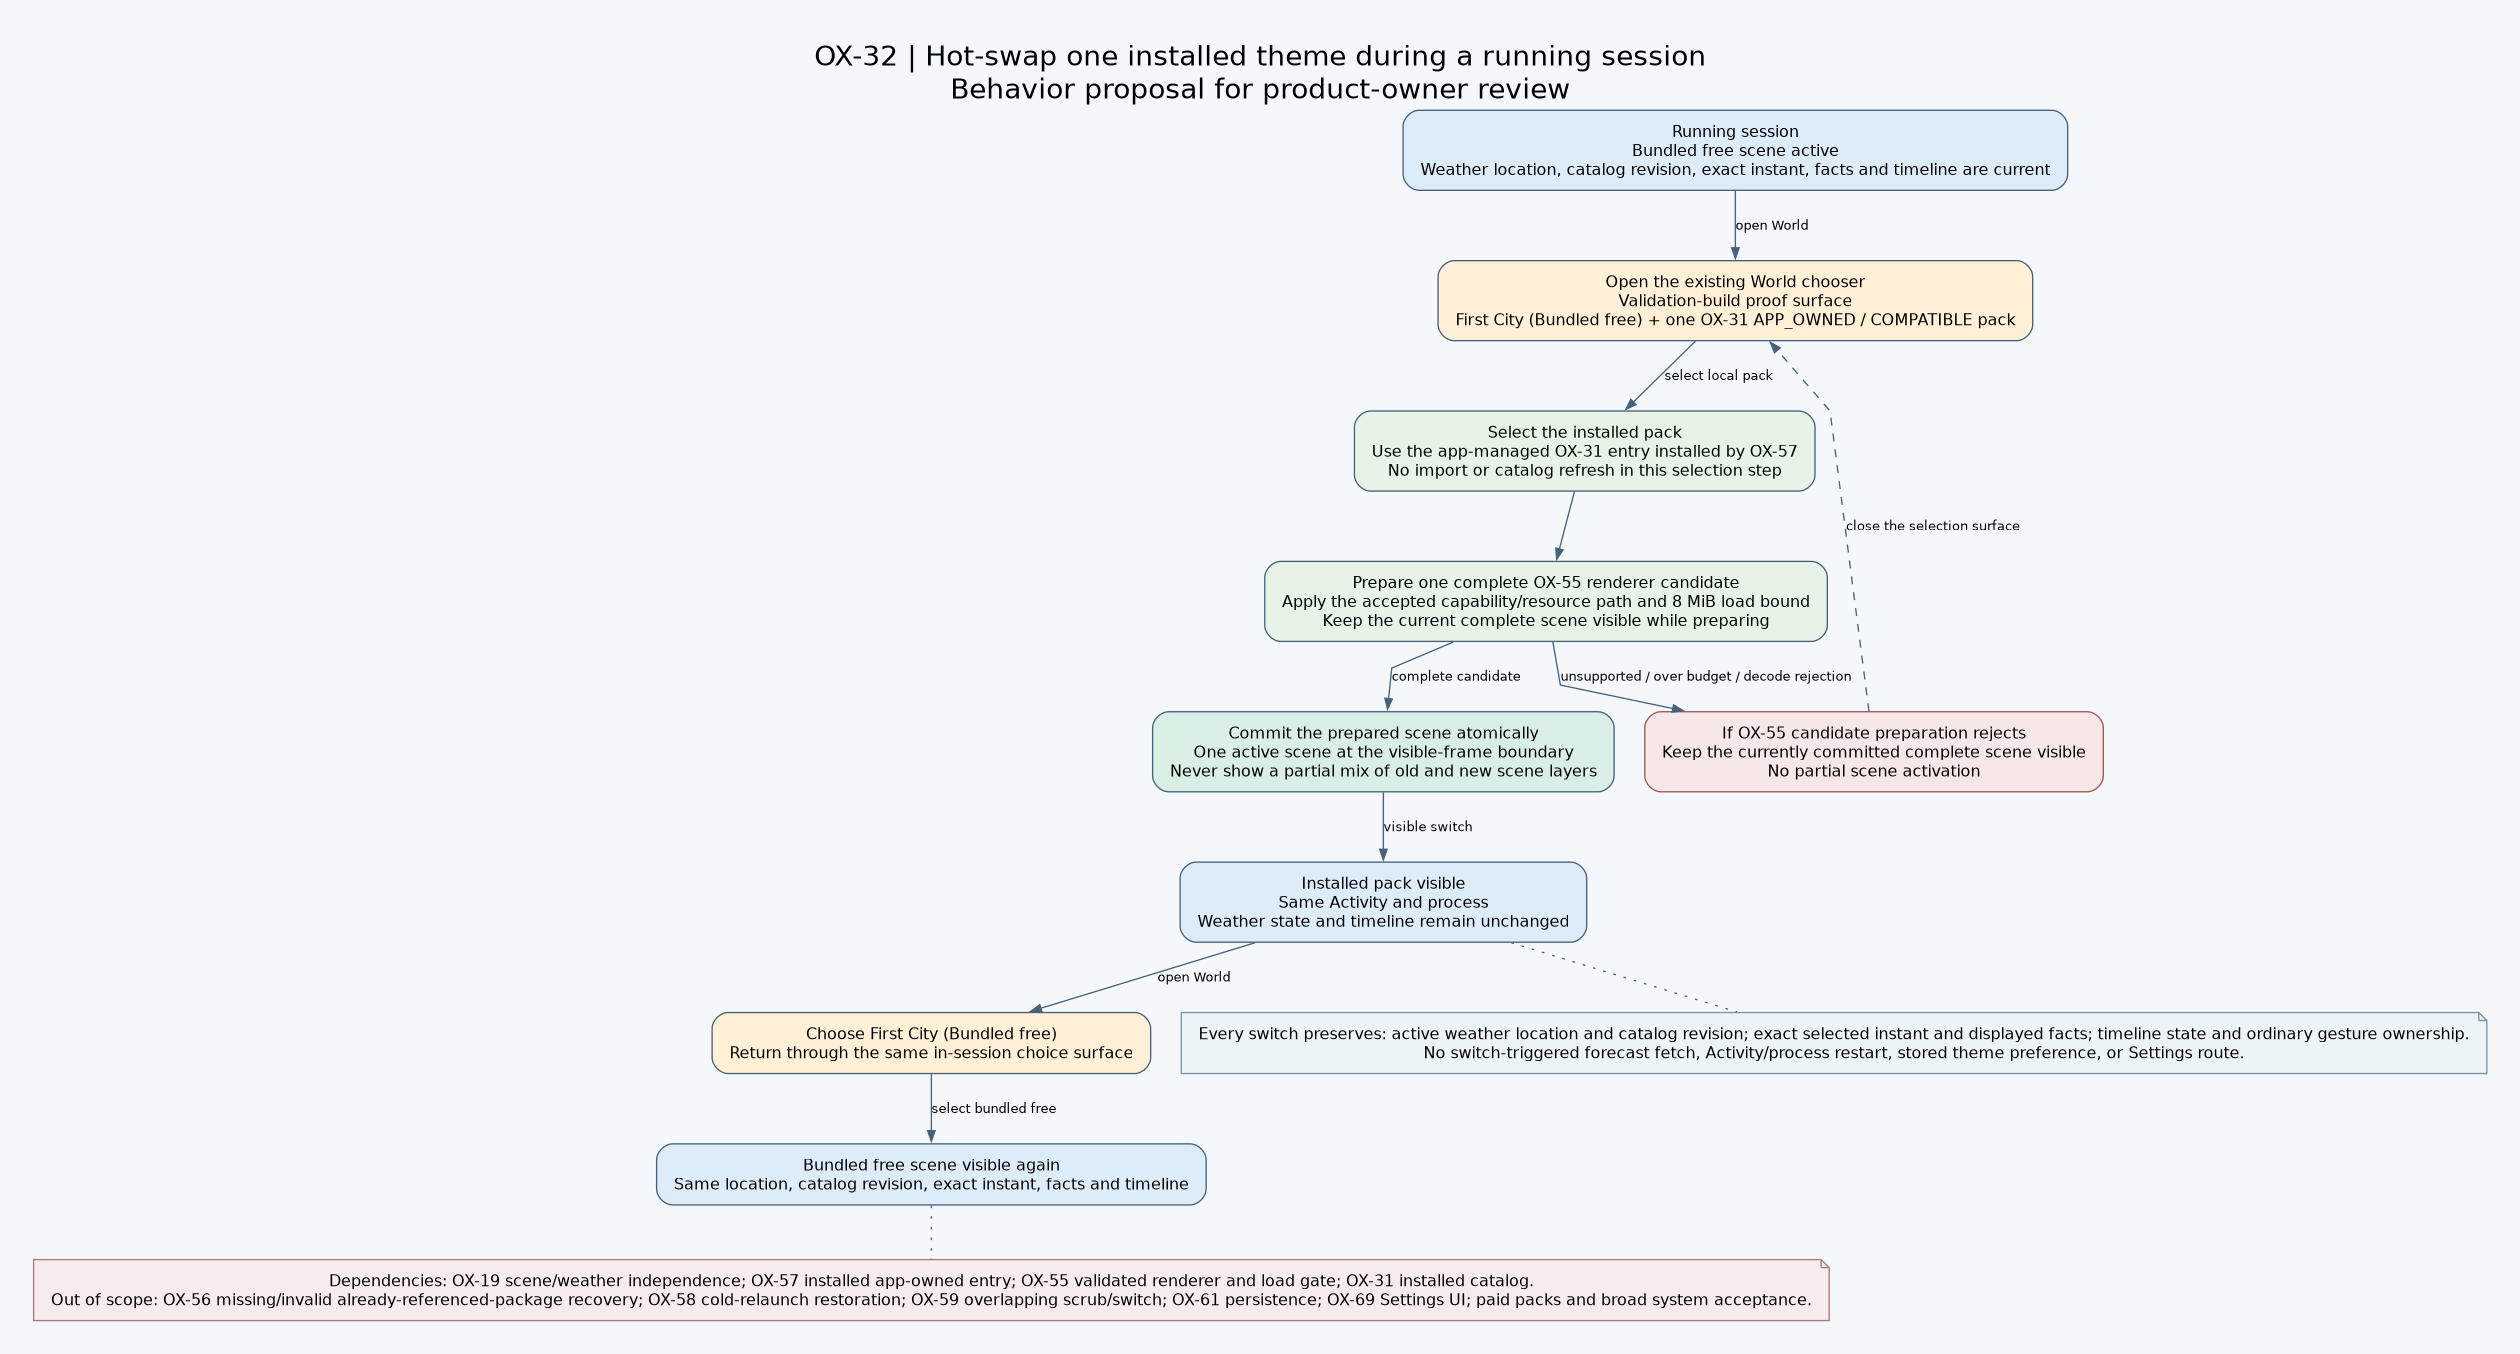 OX-32 | Hot-swap one installed theme during a running session
Behavior proposal for product-owner review
Running session
Bundled free scene active
Weather location, catalog revision, exact instant, facts and timeline are current
open World
Open the existing World chooser
Validation-build proof surface
First City (Bundled free) + one OX-31 APP_OWNED / COMPATIBLE pack
select local pack
Select the installed pack
Use the app-managed OX-31 entry installed by OX-57
No import or catalog refresh in this selection step
close the selection surface
Prepare one complete OX-55 renderer candidate
Apply the accepted capability/resource path and 8 MiB load bound
Keep the current complete scene visible while preparing
complete candidate
unsupported / over budget / decode rejection
Commit the prepared scene atomically
One active scene at the visible-frame boundary
Never show a partial mix of old and new scene layers
If OX-55 candidate preparation rejects
Keep the currently committed complete scene visible
No partial scene activation
visible switch
Installed pack visible
Same Activity and process
Weather state and timeline remain unchanged
open World
Choose First City (Bundled free)
Return through the same in-session choice surface
Every switch preserves: active weather location and catalog revision; exact selected instant and displayed facts; timeline state and ordinary gesture ownership.
No switch-triggered forecast fetch, Activity/process restart, stored theme preference, or Settings route.
select bundled free
Bundled free scene visible again
Same location, catalog revision, exact instant, facts and timeline
Dependencies: OX-19 scene/weather independence; OX-57 installed app-owned entry; OX-55 validated renderer and load gate; OX-31 installed catalog.
Out of scope: OX-56 missing/invalid already-referenced-package recovery; OX-58 cold-relaunch restoration; OX-59 overlapping scrub/switch; OX-61 persistence; OX-69 Settings UI; paid packs and broad system acceptance.